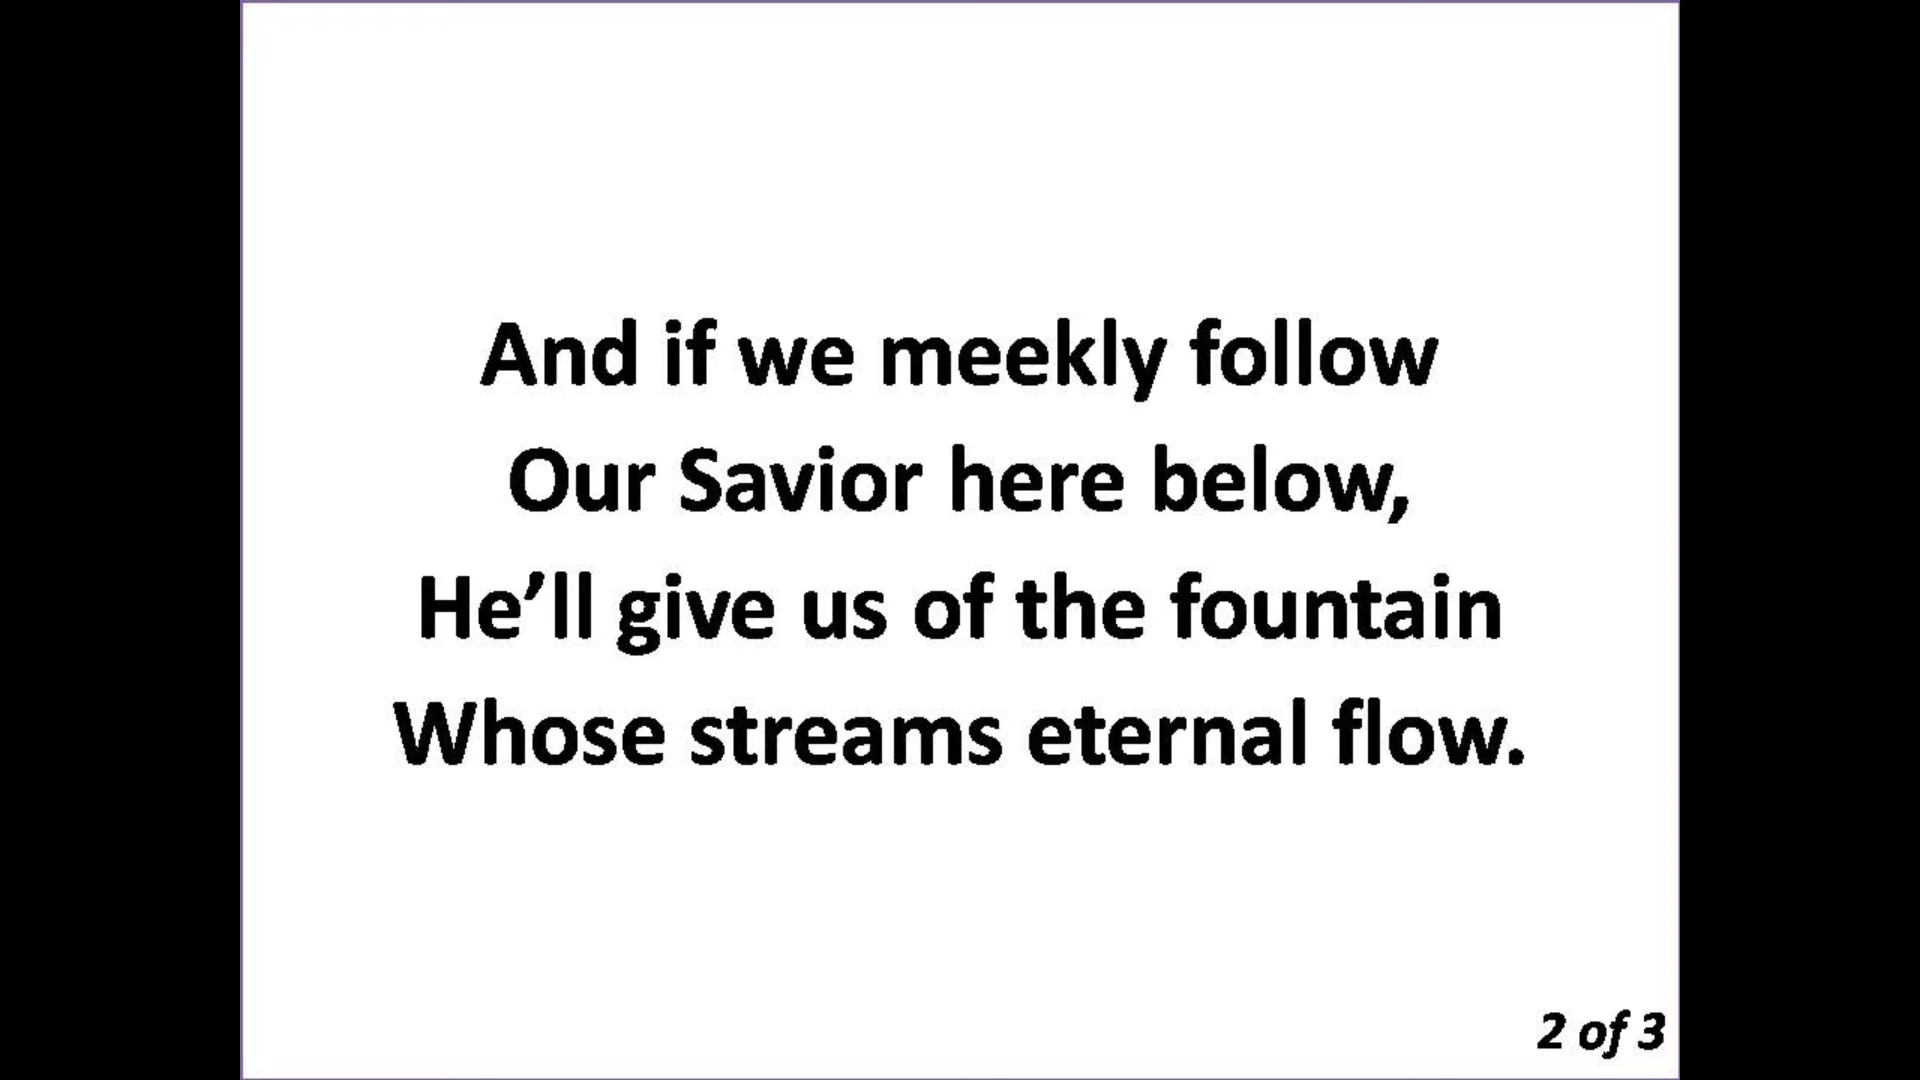 And if we meekly follow
Our Savior here below,
He’ll give us of the fountain
Whose streams eternal flow.
2 of 3